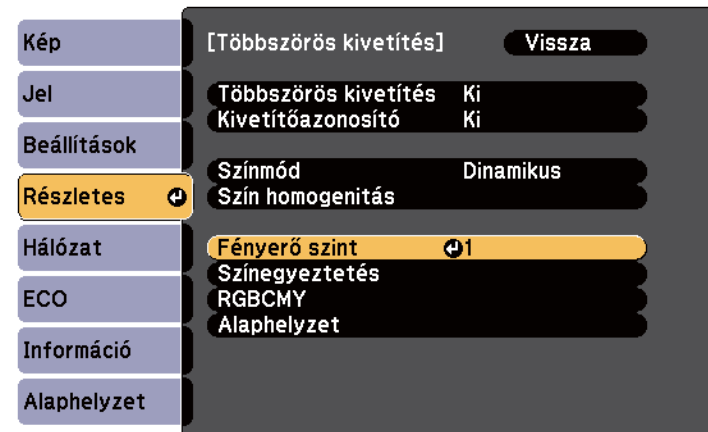 Kép
Jel
Beállítások
Részletes
Hálózat
ECO
Információ
Alaphelyzet
[Többszörös kivetítés] Vissza
Többszörös kivetítés Ki
Kivetítőazonosító Ki
Színmód Dinamikus
Szín homogenitás
Fényerő szint 1
Színegyeztetés
RGBCMY
Alaphelyzet